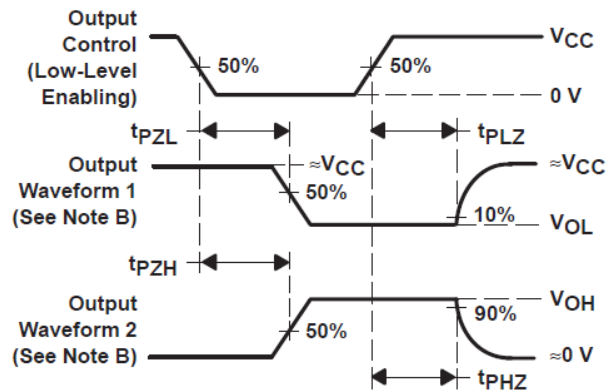 Output
Control
(Low-Level
Enabling)
50%
50%
VCC
0 V
tPZL
tPLZ
Output
Waveform 1
(See Note B)
≈VCC
50%
10%
≈VCC
VOL
tPZH
Output
Waveform 2
(See Note B)
50%
90%
VOH
≈0 V
tPHZ